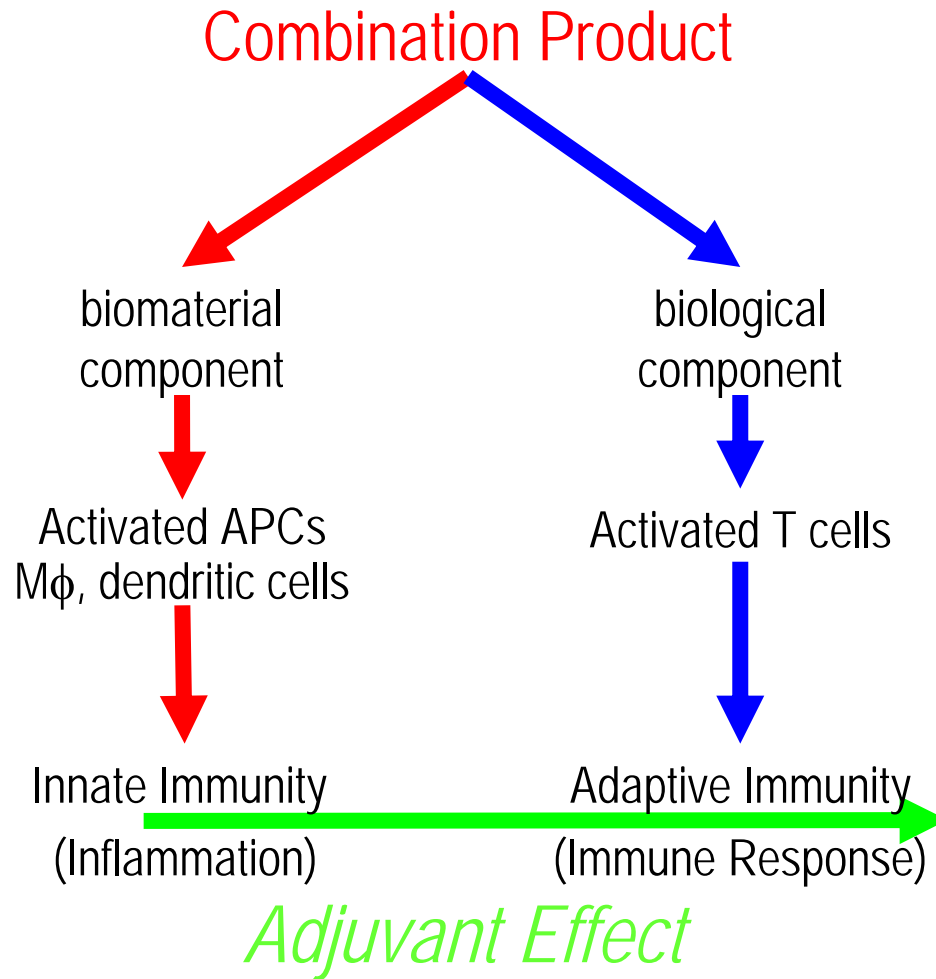 Combination Product
biomaterial
component
biological
component
Activated APCs
Mϕ, dendritic cells
Activated T cells
Innate Immunity
(Inflammation)
Adaptive Immunity
(Immune Response)
Adjuvant Effect